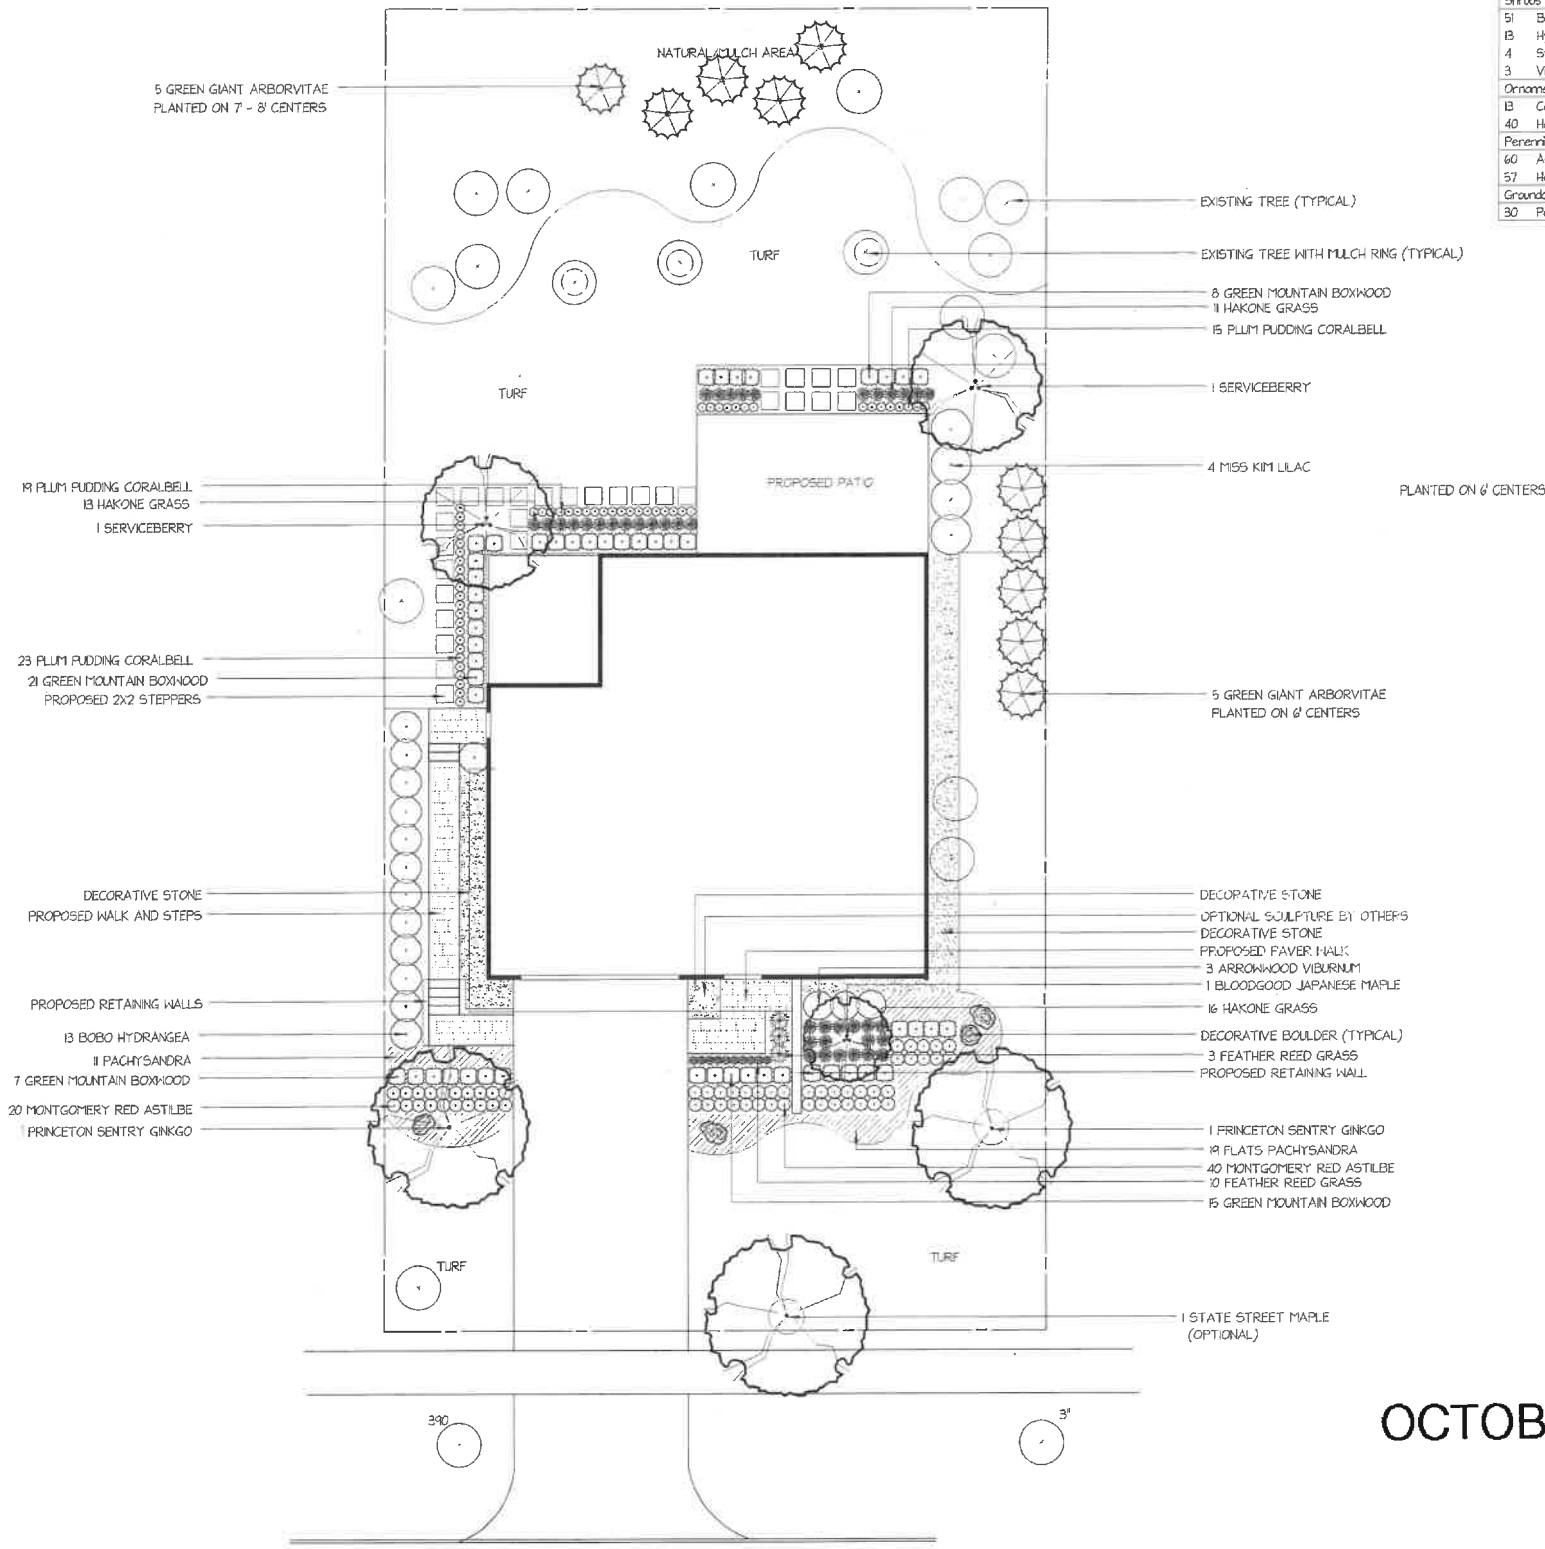 NATURAL/MULCH AREA
5 GREEN GIANT ARBORVITAE
PLANTED ON 7' - 8' CENTERS
51 B
13 H
4 S
3 V
Orname
13 C
40 H
Perenni
60 A
57 H
Groundc
30 P
EXISTING TREE (TYPICAL)
TURF
EXISTING TREE WITH MULCH RING (TYPICAL)
8 GREEN MOUNTAIN BOXWOOD
11 HAKONE GRASS
15 PLUM PUDDING CORALBELL
TURF
1 SERVICEBERRY
4 MISS KIM LILAC
PROPOSED PATIO
PLANTED ON 6' CENTERS
19 PLUM PUDDING CORALBELL
13 HAKONE GRASS
1 SERVICEBERRY
23 PLUM PUDDING CORALBELL
21 GREEN MOUNTAIN BOXWOOD
PROPOSED 2X2 STEPPERS
5 GREEN GIANT ARBORVITAE
PLANTED ON 6' CENTERS
DECORATIVE STONE
PROPOSED WALK AND STEPS
PROPOSED RETAINING WALLS
13 BOBO HYDRANGEA
11 PACHYSANDRA
7 GREEN MOUNTAIN BOXWOOD
20 MONTGOMERY RED ASTILBE
1 PRINCETON SENTRY GINKGO
DECORATIVE STONE
OPTIONAL SCULPTURE BY OTHERS
DECORATIVE STONE
PROPOSED PAVER WALK
3 ARROWWOOD VIBURNUM
1 BLOODGOOD JAPANESE MAPLE
16 HAKONE GRASS
DECORATIVE BOULDER (TYPICAL)
3 FEATHER REED GRASS
PROPOSED RETAINING WALL
1 PRINCETON SENTRY GINKGO
19 FLATS PACHYSANDRA
40 MONTGOMERY RED ASTILBE
10 FEATHER REED GRASS
15 GREEN MOUNTAIN BOXWOOD
TURF
TURF
1 STATE STREET MAPLE
(OPTIONAL)
390
3"
OCTOB